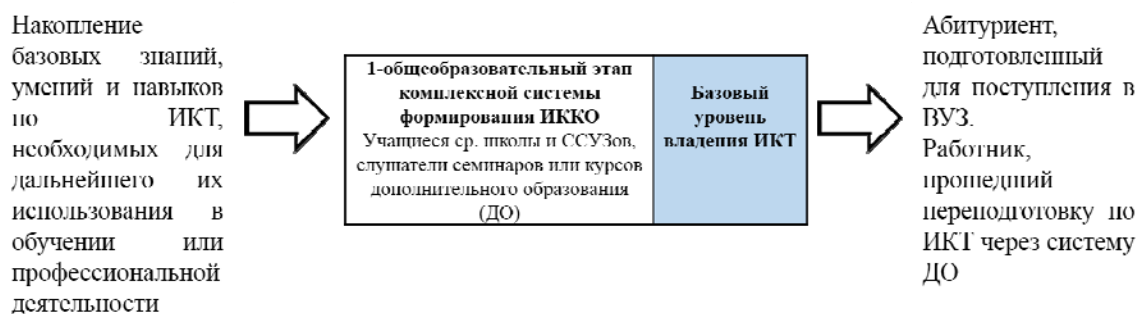 Накопление
базовых знаний,
умений и навыков
по ИКТ,
необходимых для
дальнейшего их
использования в
обучении или
профессиональной
деятельности
1-общеобразовательный этап
комплексной системы
формирования ИККО
Учащиеся ср. школы и ССУЗов,
слушатели семинаров или курсов
дополнительного образования
(ДО)
Базовый
уровень
владения ИКТ
Абитуриент,
подготовленный
для поступления в
ВУЗ.
Работник,
прошедший
переподготовку по
ИКТ через систему
ДО